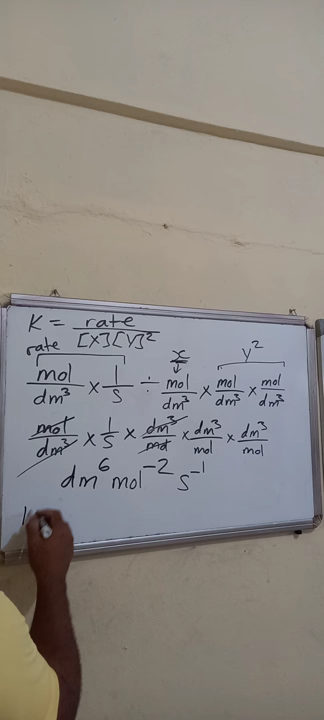 K = rate / [X][Y]²
rate x y²
mol/dm³ × 1/s ÷ mol/dm³ × mol/dm³ × mol/dm³
mol/dm³ × 1/s × dm³/mol × dm³/mol × dm³/mol
dm⁶ mol⁻² s⁻¹